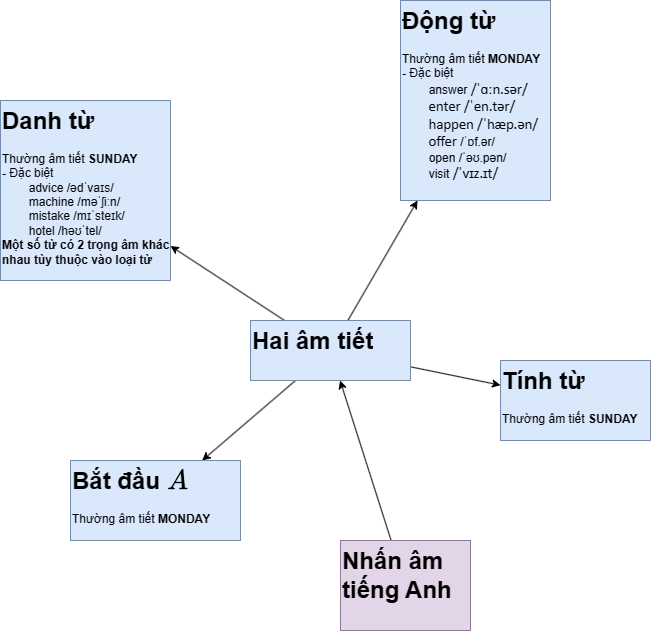 Động từ
Thường âm tiết MONDAY
- Đặc biệt
answer /ˈɑːn.sər/
enter /ˈen.tər/
happen /ˈhæp.ən/
offer /ˈɒf.ər/
open /ˈəʊ.pən/
visit /ˈvɪz.ɪt/
Danh từ
Thường âm tiết SUNDAY
- Đặc biệt
advice /ədˈvaɪs/
machine /məˈʃiːn/
mistake /mɪˈsteɪk/
hotel /həʊˈtel/
Một số từ có 2 trọng âm khác
nhau tùy thuộc vào loại từ
Hai âm tiết
Tính từ
Thường âm tiết SUNDAY
Bắt đầu A
Thường âm tiết MONDAY
Nhấn âm
tiếng Anh